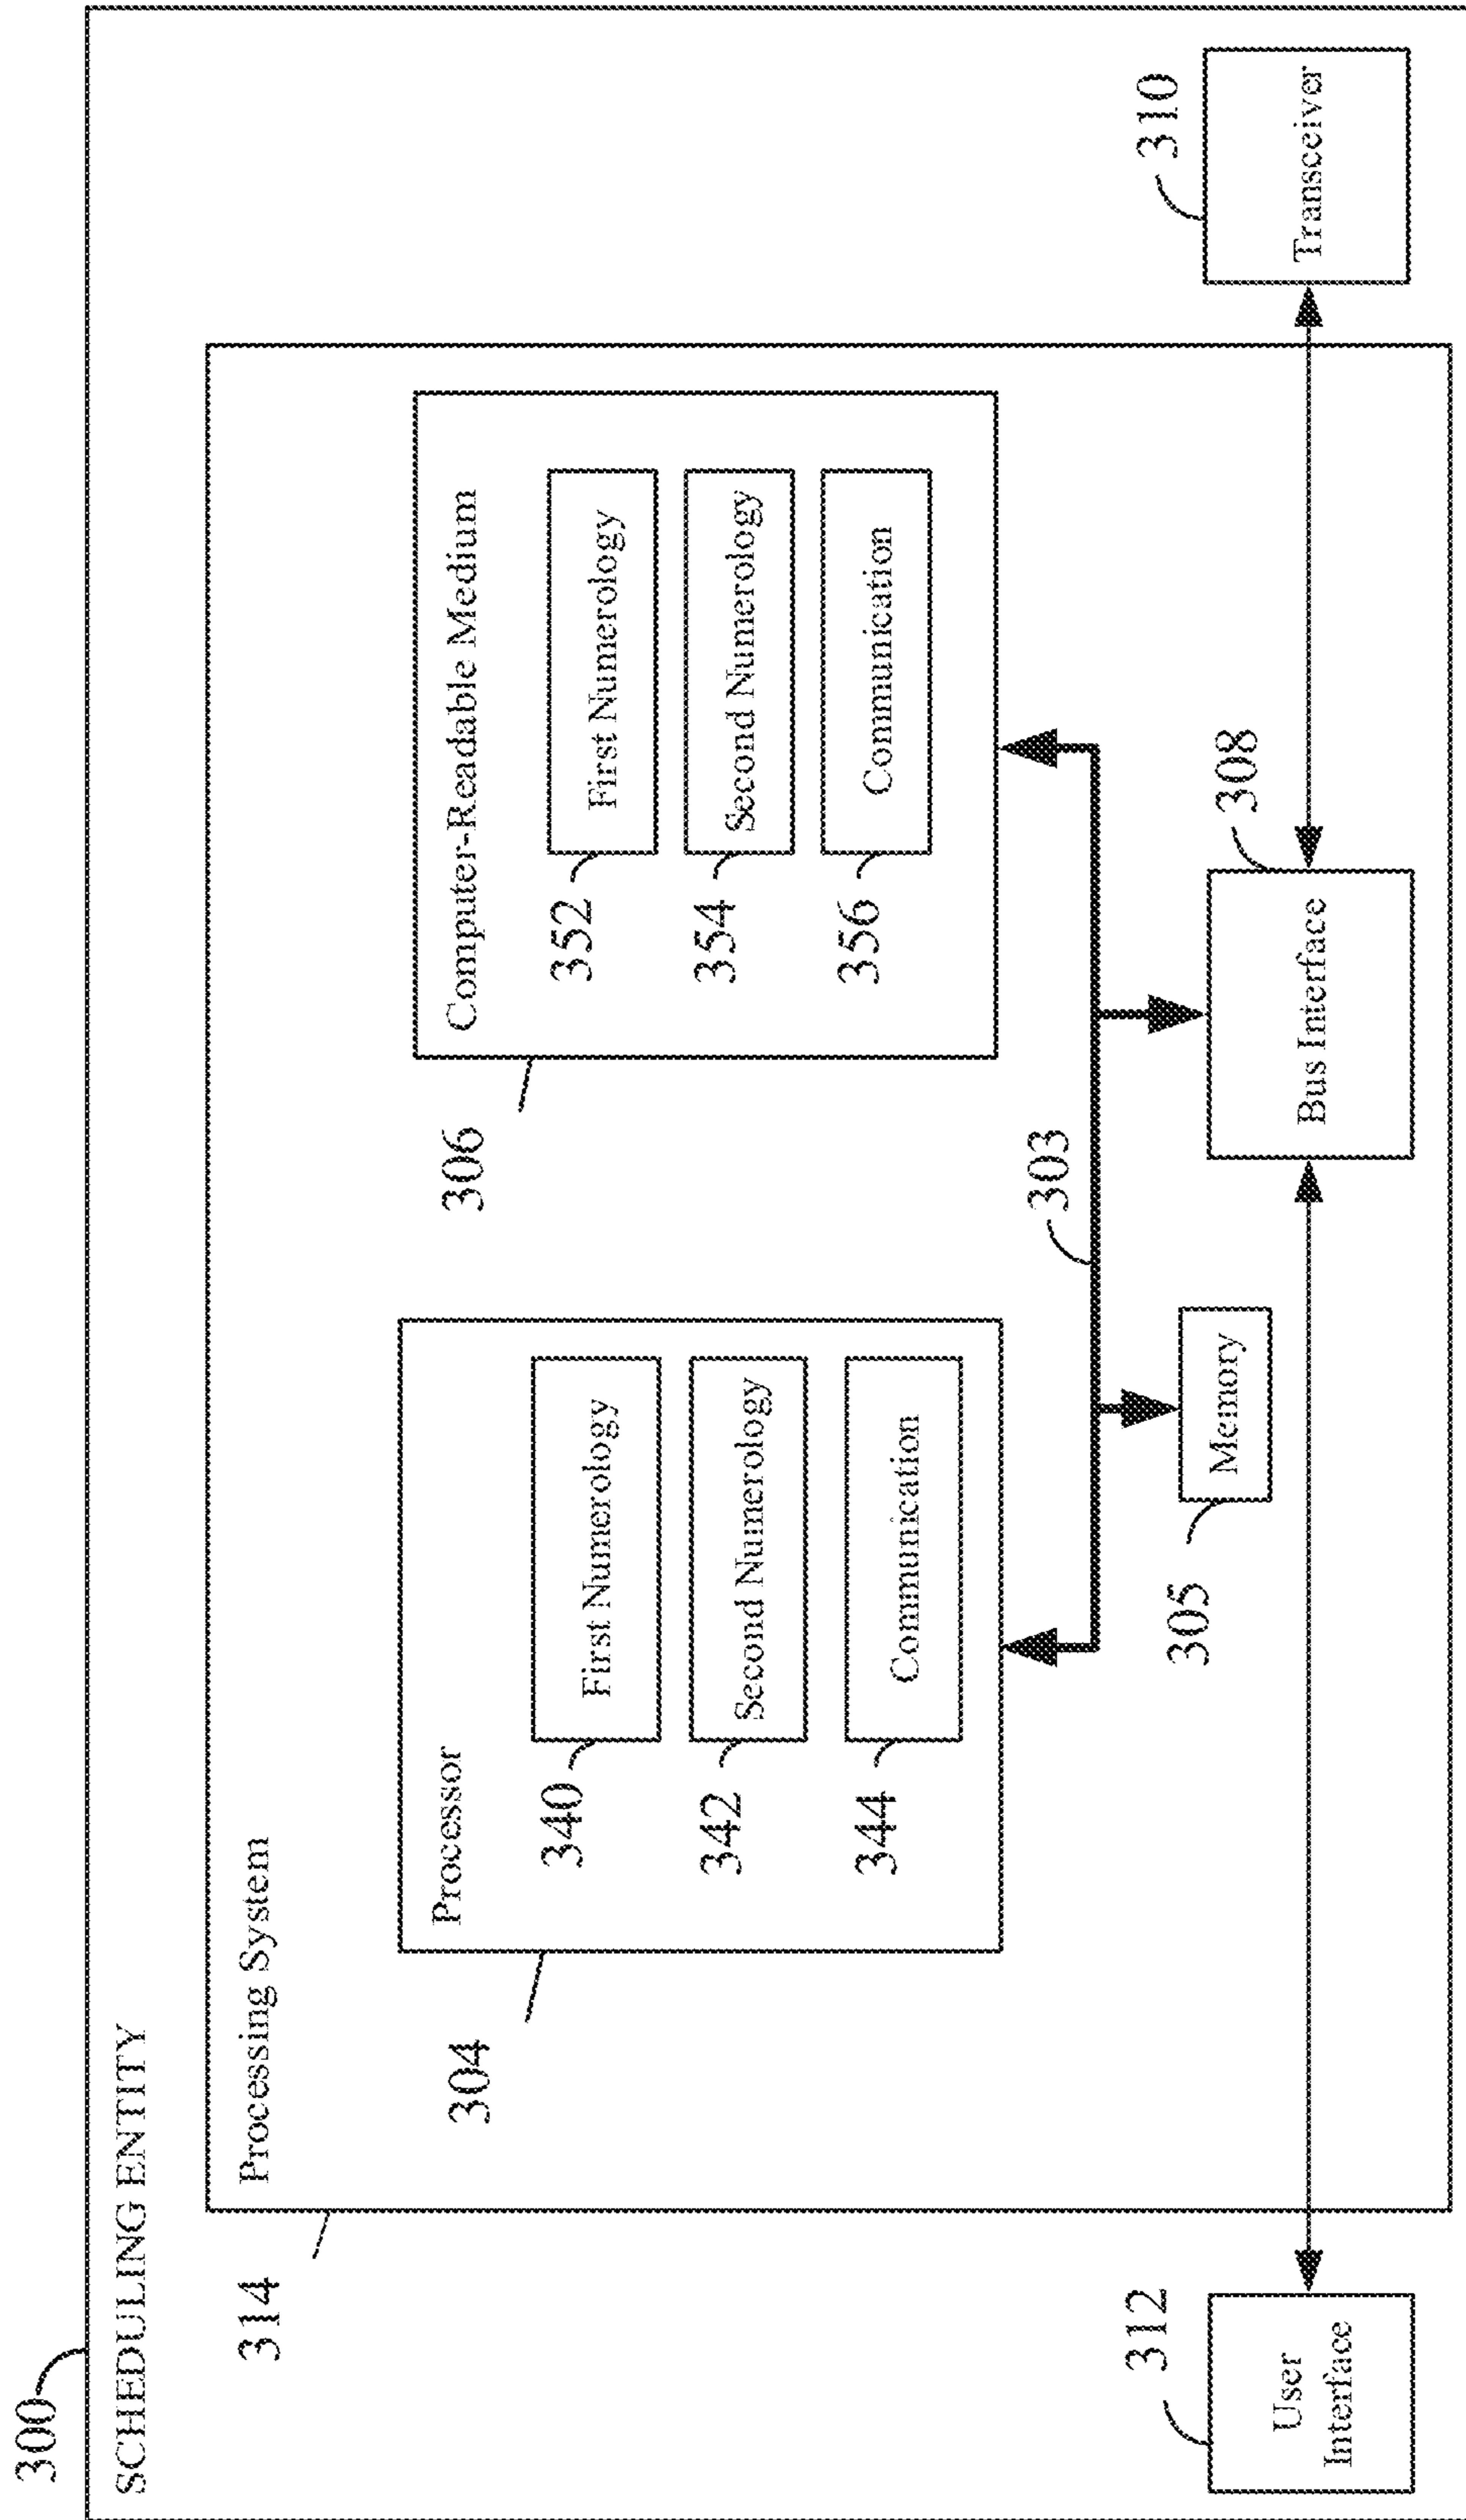 300
SCHEDULING ENTITY
314
Processing System
304
Processor
340
First Numerology
342
Second Numerology
344
Communication
306
Computer-Readable Medium
352
First Numerology
354
Second Numerology
356
Communication
303
305
Memory
308
Bus Interface
312
User
Interface
310
Transceiver